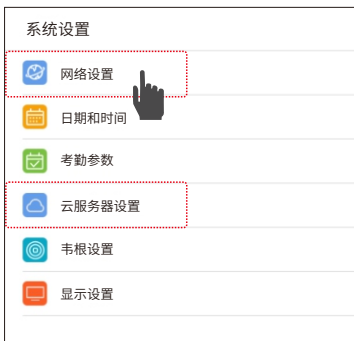 系统设置
网络设置
日期和时间
考勤参数
云服务器设置
韦根设置
显示设置